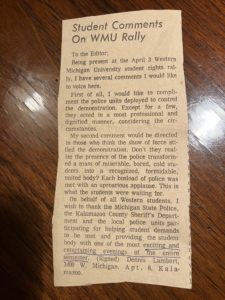 Student Comments
On WMU Rally
To the Editor:
Being present at the April 3 Western
Michigan University student rights ral-
ly, I have several comments I would like
to voice here.
First of all, I would like to compli-
ment the police units deployed to control
the demonstration. Except for a few,
they acted in a most professional and
dignified manner, considering the cir-
cumstances.
My second comment would be directed
to those who think the show of force sti-
fled the demonstration. Don't they real-
ize the presence of the police transform-
ed a mass of miserable, bored, cold stu-
dents into a recognized, formidable,
united body? Each busload of police was
met with an uproarious applause. This is
what the students were waiting for.
On behalf of all Western students, I
wish to thank the Michigan State Police,
the Kalamazoo County Sheriff's Depart-
ment and the local police units par-
ticipating for helping student demands
to be met and providing the student
body with one of the most exciting and
entertaining evenings of the entire
semester. (Signed) Dennis Lambert,
W. Michigan, Apt. 6, Kala-
mazoo.